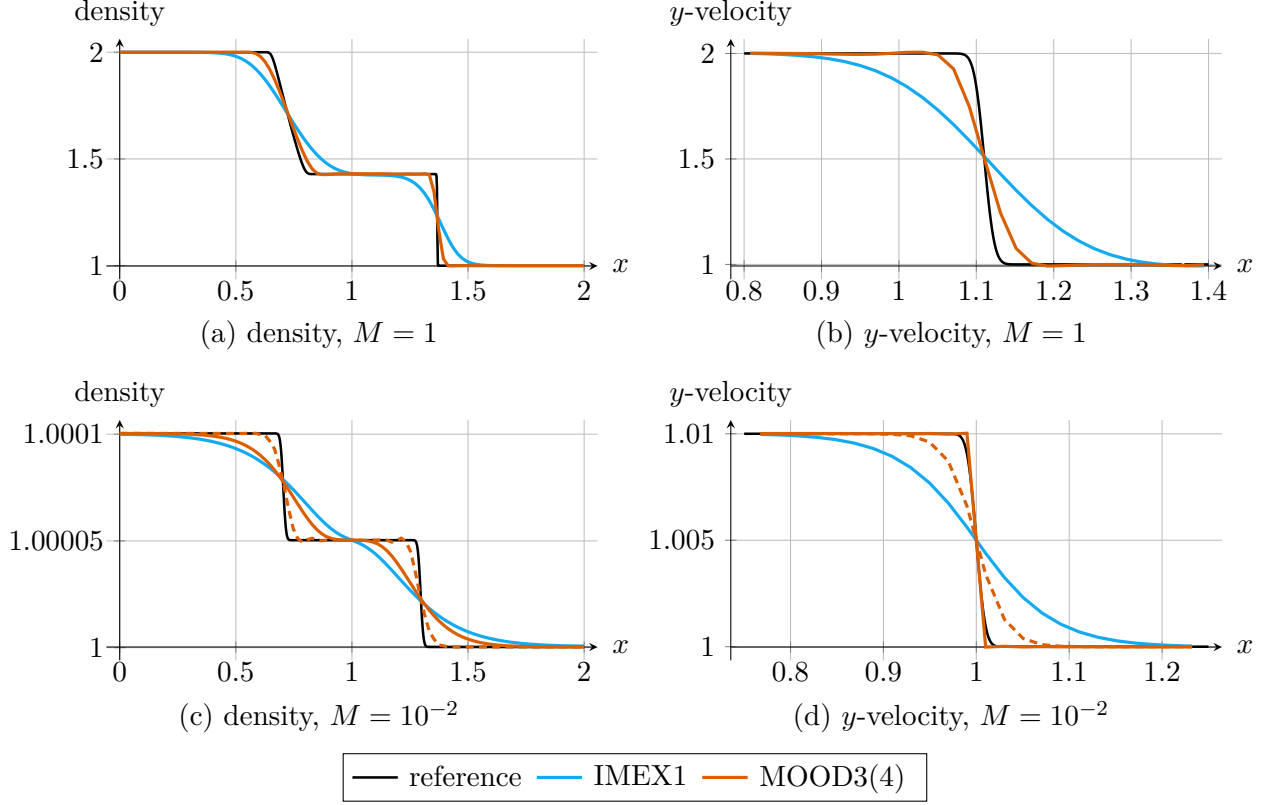 density
2
1.5
1
0 0.5 1 1.5 2
x
(a) density, M = 1
y-velocity
2
1.5
1
0.8 0.9 1 1.1 1.2 1.3 1.4
x
(b) y-velocity, M = 1
density
1.0001
1.00005
1
0 0.5 1 1.5 2
x
(c) density, M = 10⁻²
y-velocity
1.01
1.005
1
0.8 0.9 1 1.1 1.2
x
(d) y-velocity, M = 10⁻²
reference IMEX1 MOOD3(4)